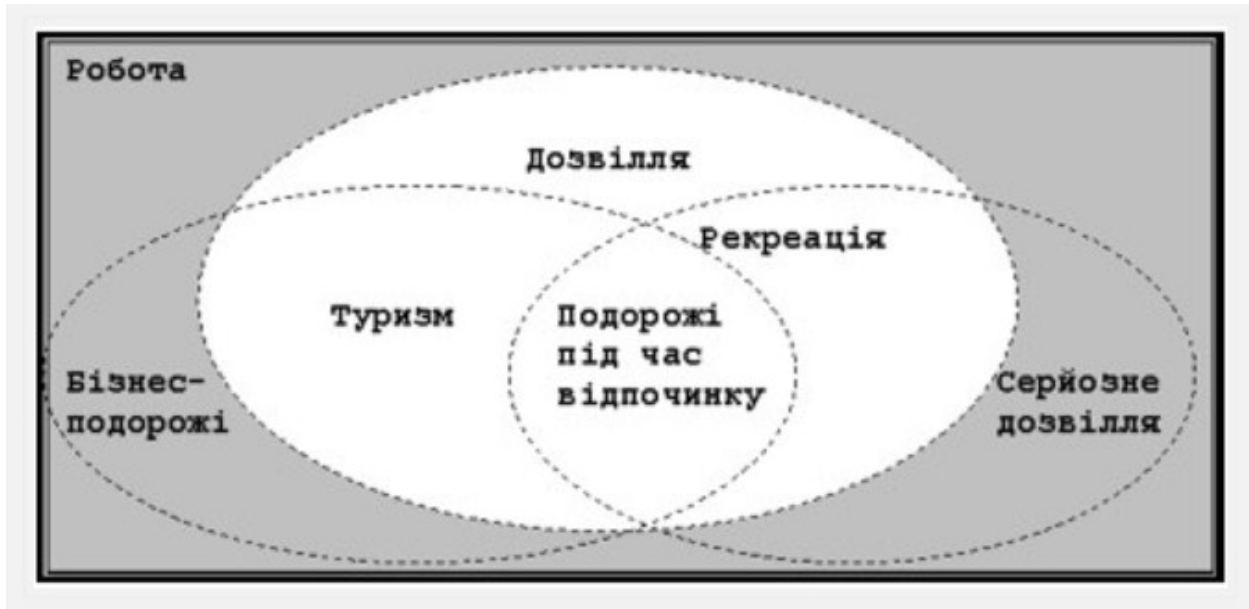 Робота
Дозвілля
Рекреація
Туризм
Подорожі
під час
відпочинку
Бізнес-
подорожі
Серйозне
дозвілля